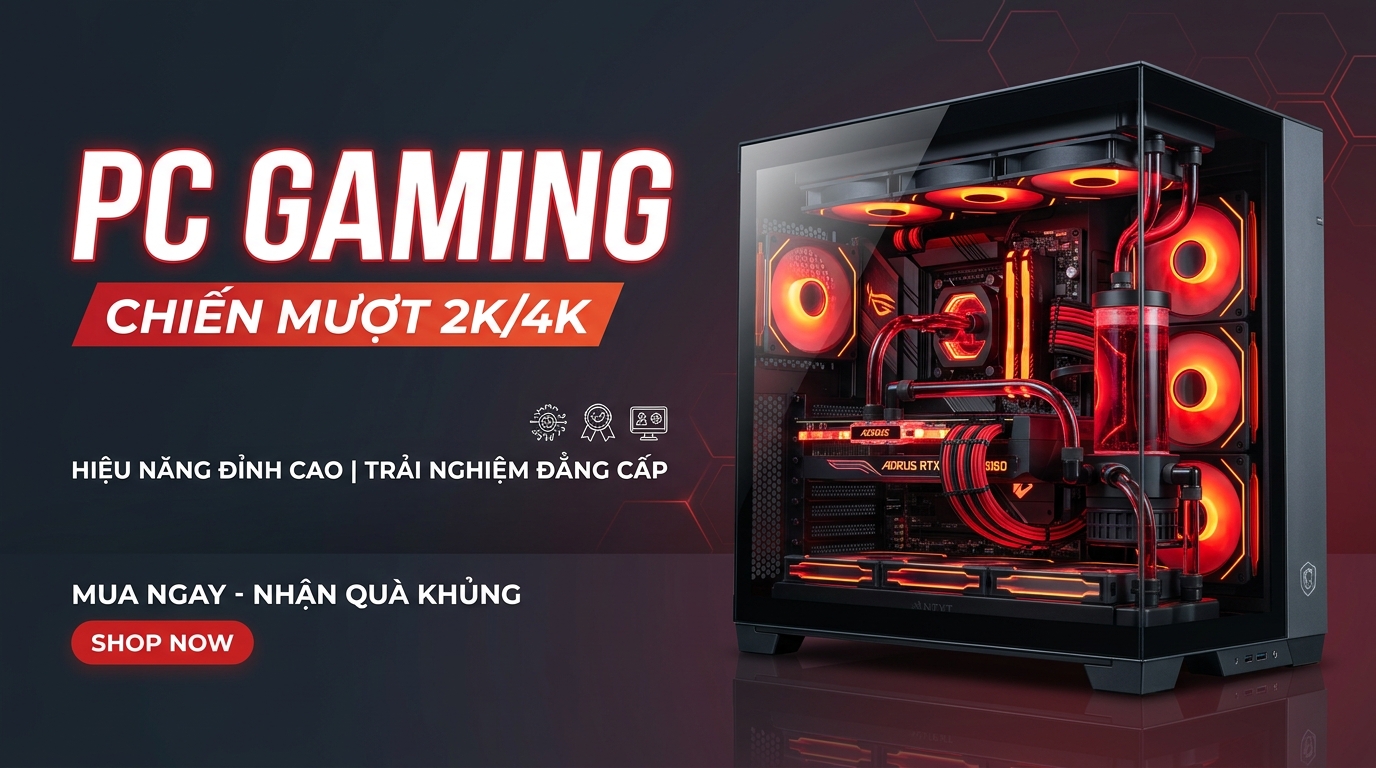 PC GAMING
CHIẾN MƯỢT 2K/4K
HIỆU NĂNG ĐỈNH CAO | TRẢI NGHIỆM ĐẲNG CẤP
MUA NGAY - NHẬN QUÀ KHỦNG
SHOP NOW
AORUS RTX